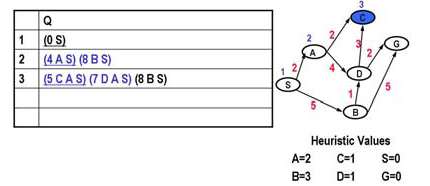 Q
1 (0 S)
2 (4 A S) (8 B S)
3 (5 C A S) (7 D A S) (8 B S)
3
C
2
A
2
3
2
G
4
D
1
2
S
1
5
5
B
Heuristic Values
A=2 C=1 S=0
B=3 D=1 G=0